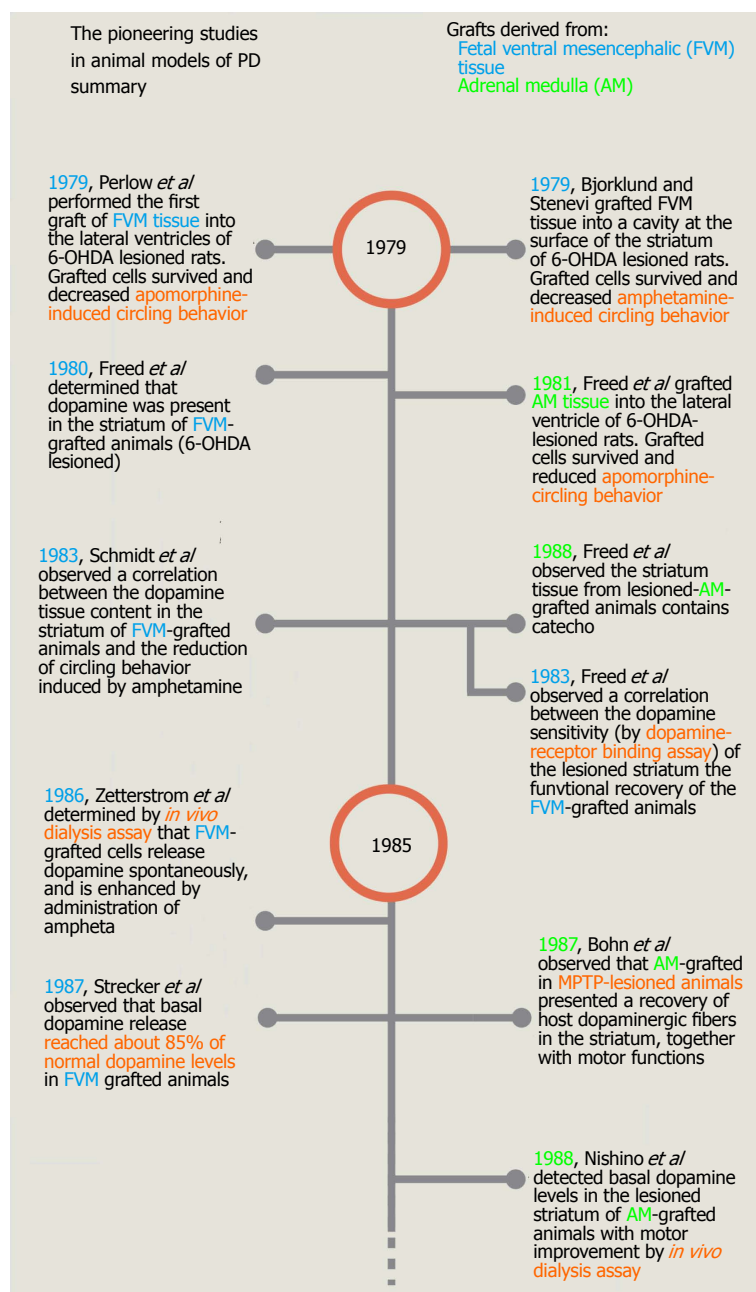 The pioneering studies
in animal models of PD
summary
Grafts derived from:
Fetal ventral mesencephalic (FVM)
tissue
Adrenal medulla (AM)
1979, Perlow et al
performed the first
graft of FVM tissue into
the lateral ventricles of
6-OHDA lesioned rats.
Grafted cells survived and
decreased apomorphine-
induced circling behavior
1979
1979, Bjorklund and
Stenevi grafted FVM
tissue into a cavity at the
surface of the striatum
of 6-OHDA lesioned rats.
Grafted cells survived and
decreased amphetamine-
induced circling behavior
1980, Freed et al
determined that
dopamine was present
in the striatum of FVM-
grafted animals (6-OHDA
lesioned)
1981, Freed et al grafted
AM tissue into the lateral
ventricle of 6-OHDA-
lesioned rats. Grafted
cells survived and
reduced apomorphine-
circling behavior
1983, Schmidt et al
observed a correlation
between the dopamine
tissue content in the
striatum of FVM-grafted
animals and the reduction
of circling behavior
induced by amphetamine
1988, Freed et al
observed the striatum
tissue from lesioned-AM-
grafted animals contains
catecho
1983, Freed et al
observed a correlation
between the dopamine
sensitivity (by dopamine-
receptor binding assay) of
the lesioned striatum the
funvtional recovery of the
FVM-grafted animals
1986, Zetterstrom et al
determined by in vivo
dialysis assay that FVM-
grafted cells release
dopamine spontaneously,
and is enhanced by
administration of
ampheta
1985
1987, Strecker et al
observed that basal
dopamine release
reached about 85% of
normal dopamine levels
in FVM grafted animals
1987, Bohn et al
observed that AM-grafted
in MPTP-lesioned animals
presented a recovery of
host dopaminergic fibers
in the striatum, together
with motor functions
1988, Nishino et al
detected basal dopamine
levels in the lesioned
striatum of AM-grafted
animals with motor
improvement by in vivo
dialysis assay